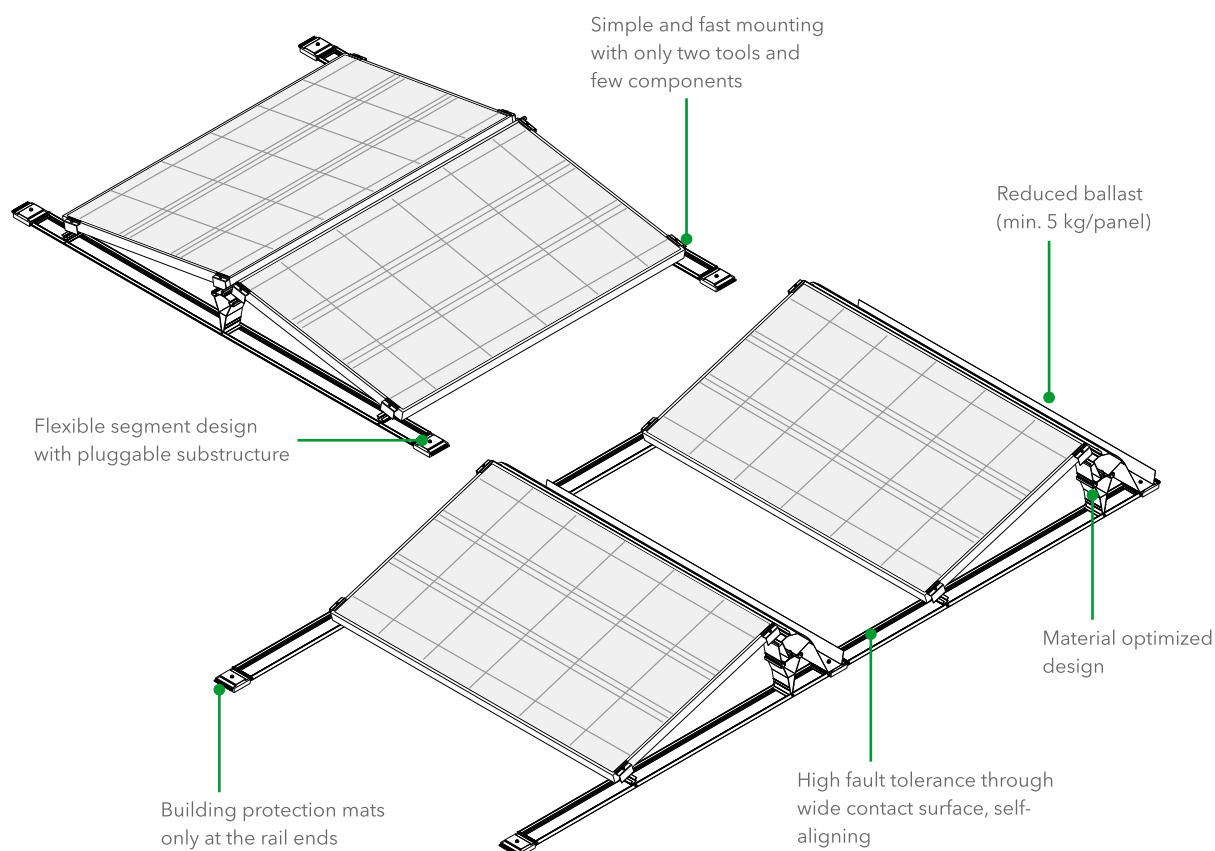 Simple and fast mounting
with only two tools and
few components
Reduced ballast
(min. 5 kg/panel)
Flexible segment design
with pluggable substructure
Material optimized
design
High fault tolerance through
wide contact surface, self-
aligning
Building protection mats
only at the rail ends